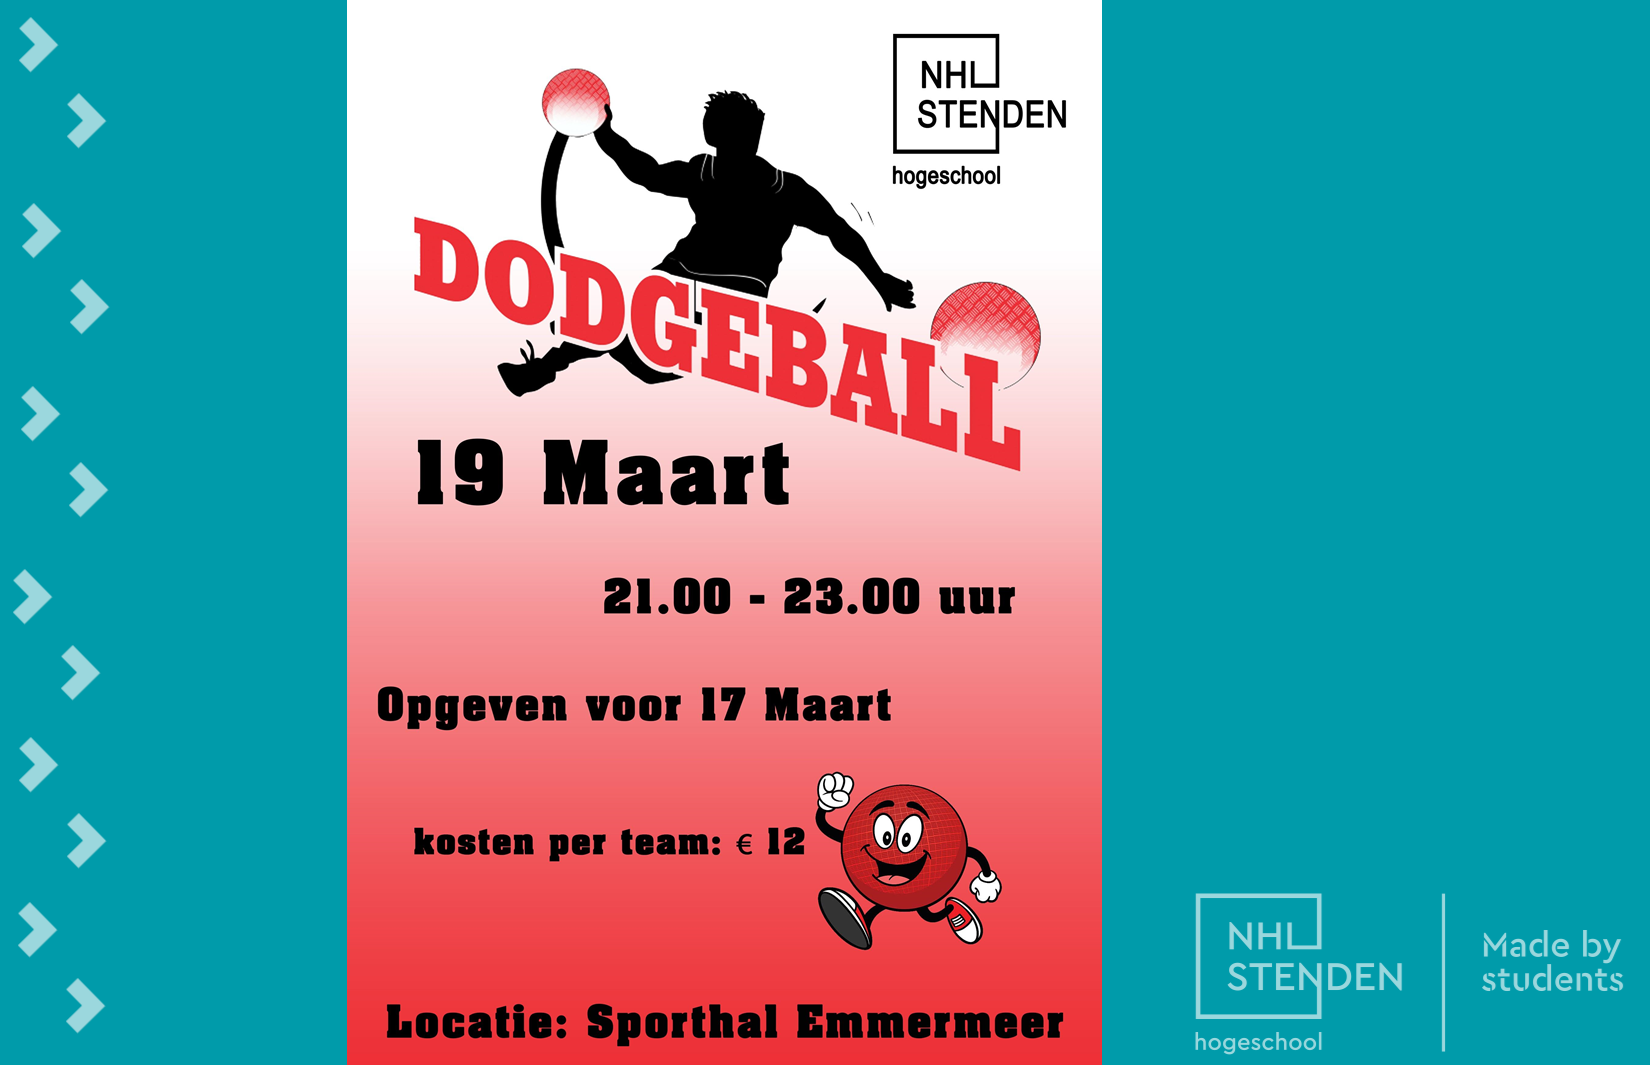 NHL
STENDEN
hogeschool
DODGEBALL
19 Maart
21.00 - 23.00 uur
Opgeven voor 17 Maart
kosten per team: € 12
Locatie: Sporthal Emmermeer
NHL
STENDEN
hogeschool
Made by
students